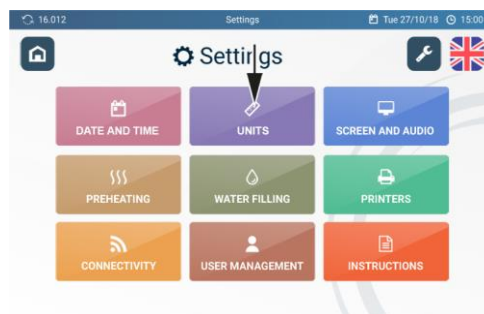 16.012 Settings Tue 27/10/18 15:00
Settings
DATE AND TIME UNITS SCREEN AND AUDIO
PREHEATING WATER FILLING PRINTERS
CONNECTIVITY USER MANAGEMENT INSTRUCTIONS